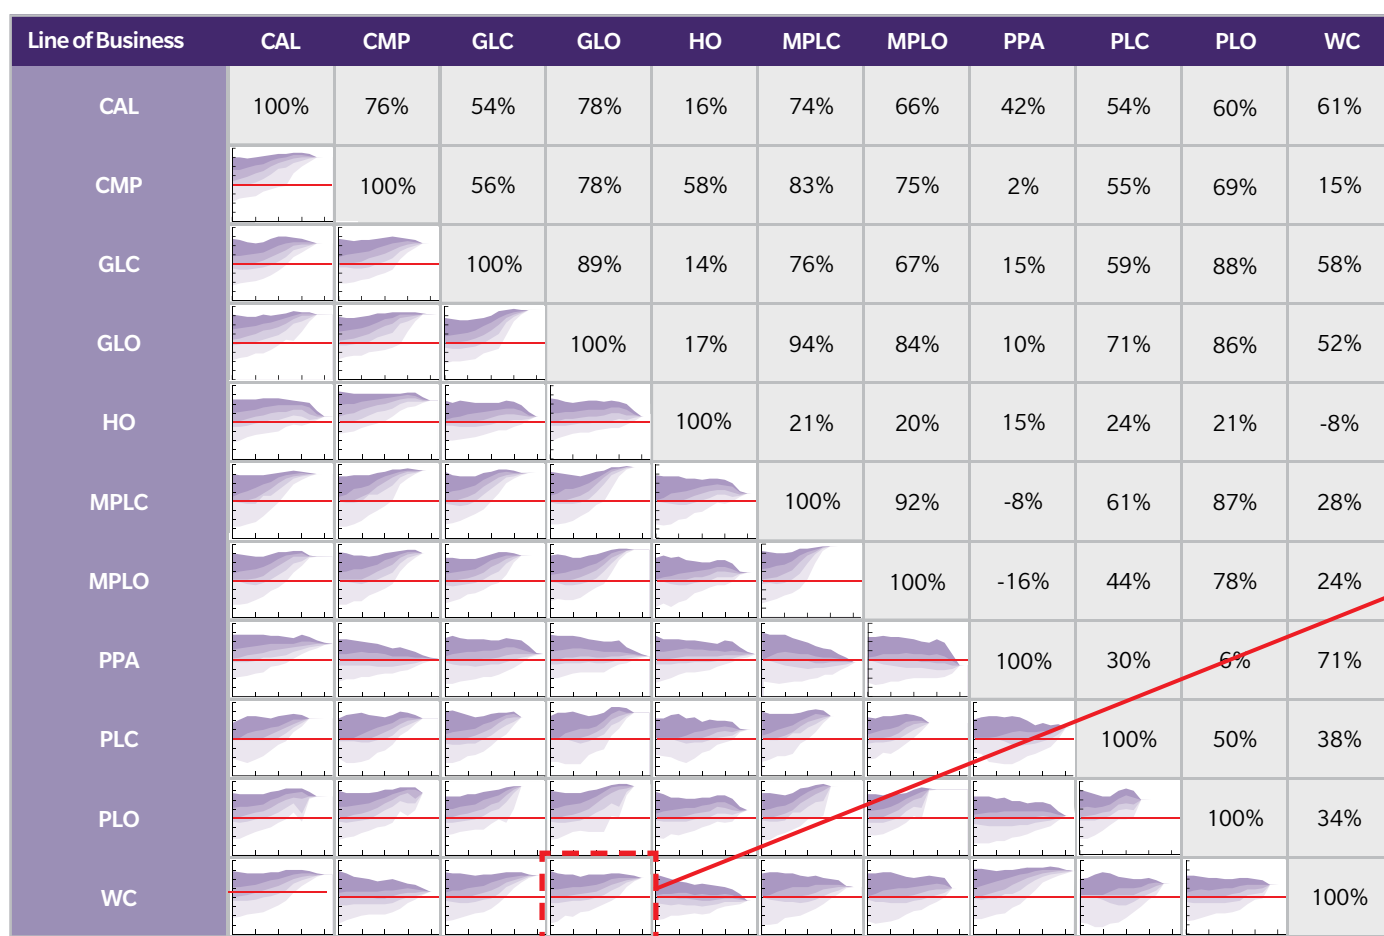 Line of Business CAL CMP GLC GLO HO MPLC MPLO PPA PLC PLO WC
CAL 100% 76% 54% 78% 16% 74% 66% 42% 54% 60% 61%
CMP 100% 56% 78% 58% 83% 75% 2% 55% 69% 15%
GLC 100% 89% 14% 76% 67% 15% 59% 88% 58%
GLO 100% 17% 94% 84% 10% 71% 86% 52%
HO 100% 21% 20% 15% 24% 21% -8%
MPLC 100% 92% -8% 61% 87% 28%
MPLO 100% -16% 44% 78% 24%
PPA 100% 30% 6% 71%
PLC 100% 50% 38%
PLO 100% 34%
WC 100%